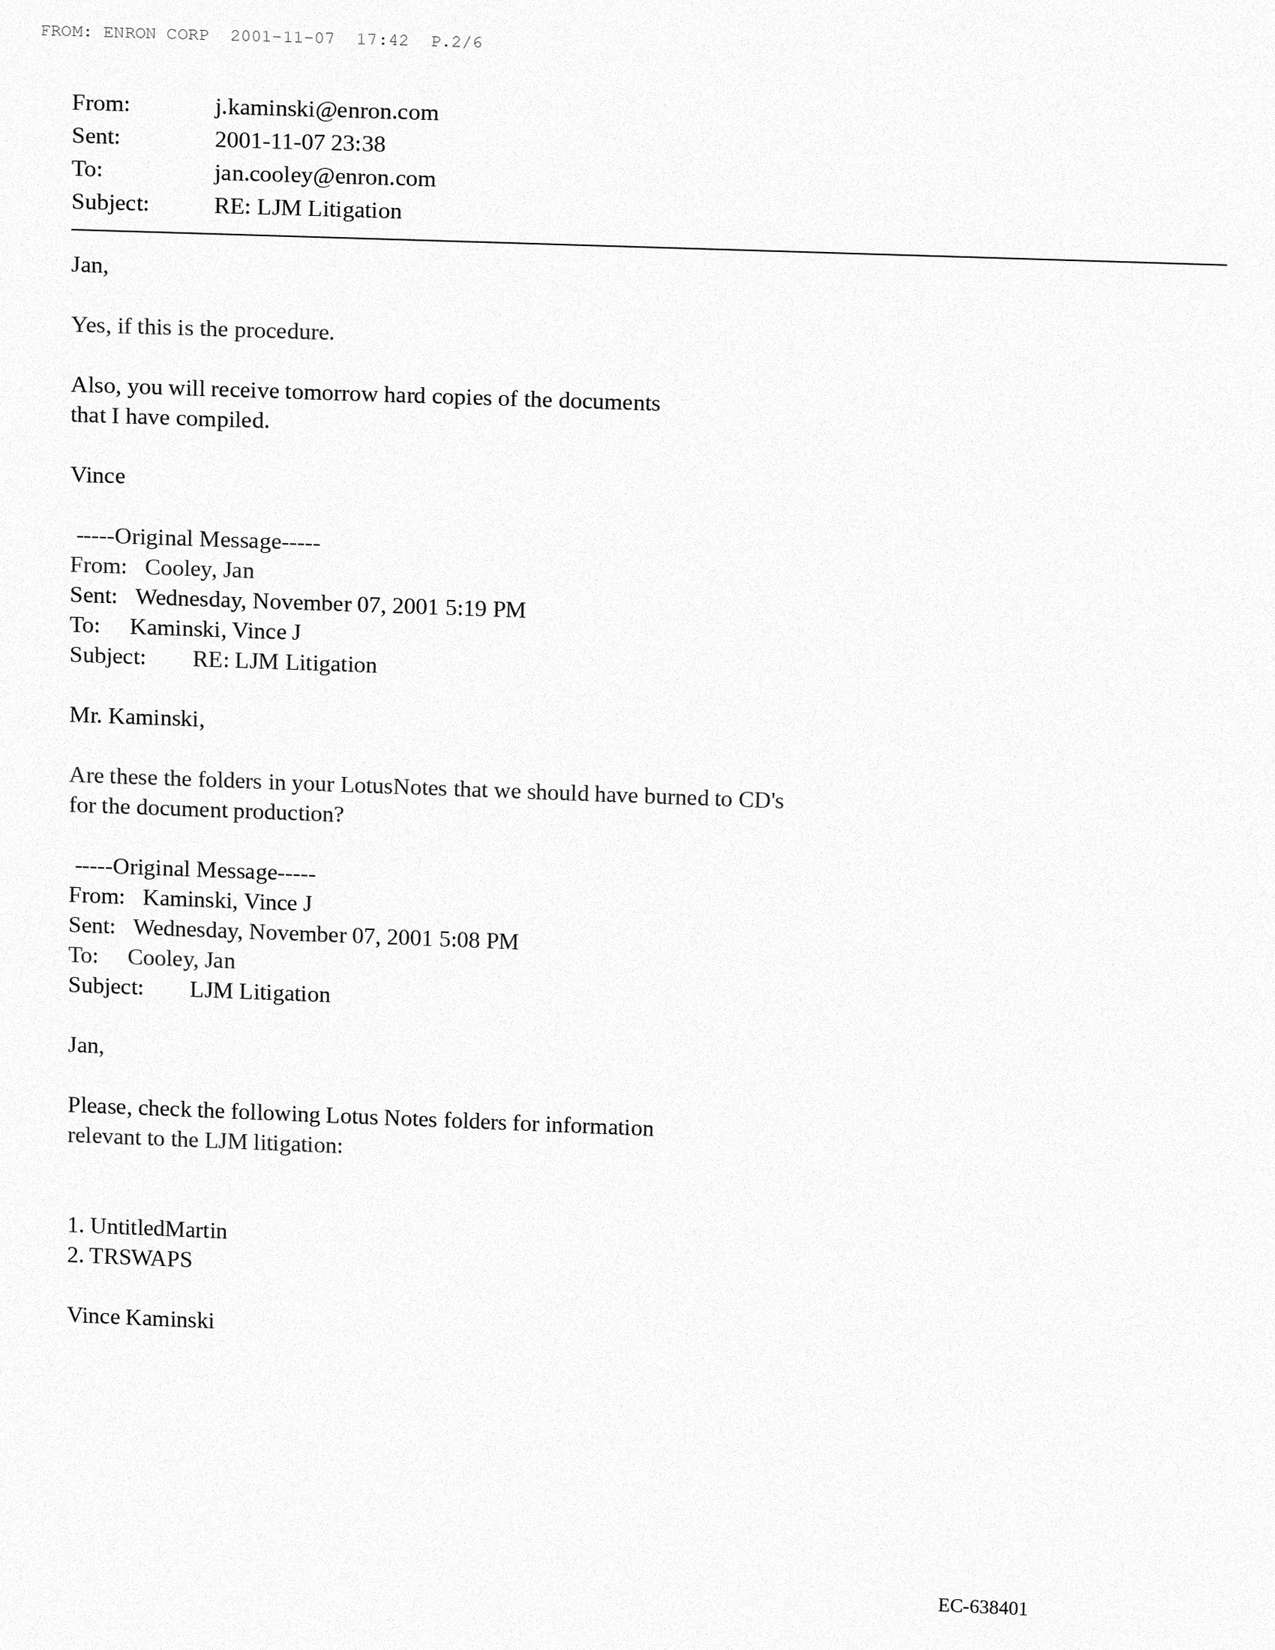 FROM: ENRON CORP 2001-11-07 17:42 P.2/6
From: j.kaminski@enron.com
Sent: 2001-11-07 23:38
To: jan.cooley@enron.com
Subject: RE: LJM Litigation
Jan,
Yes, if this is the procedure.
Also, you will receive tomorrow hard copies of the documents
that I have compiled.
Vince
-----Original Message-----
From: Cooley, Jan
Sent: Wednesday, November 07, 2001 5:19 PM
To: Kaminski, Vince J
Subject: RE: LJM Litigation
Mr. Kaminski,
Are these the folders in your LotusNotes that we should have burned to CD's
for the document production?
-----Original Message-----
From: Kaminski, Vince J
Sent: Wednesday, November 07, 2001 5:08 PM
To: Cooley, Jan
Subject: LJM Litigation
Jan,
Please, check the following Lotus Notes folders for information
relevant to the LJM litigation:
1. UntitledMartin
2. TRSWAPS
Vince Kaminski
EC-638401